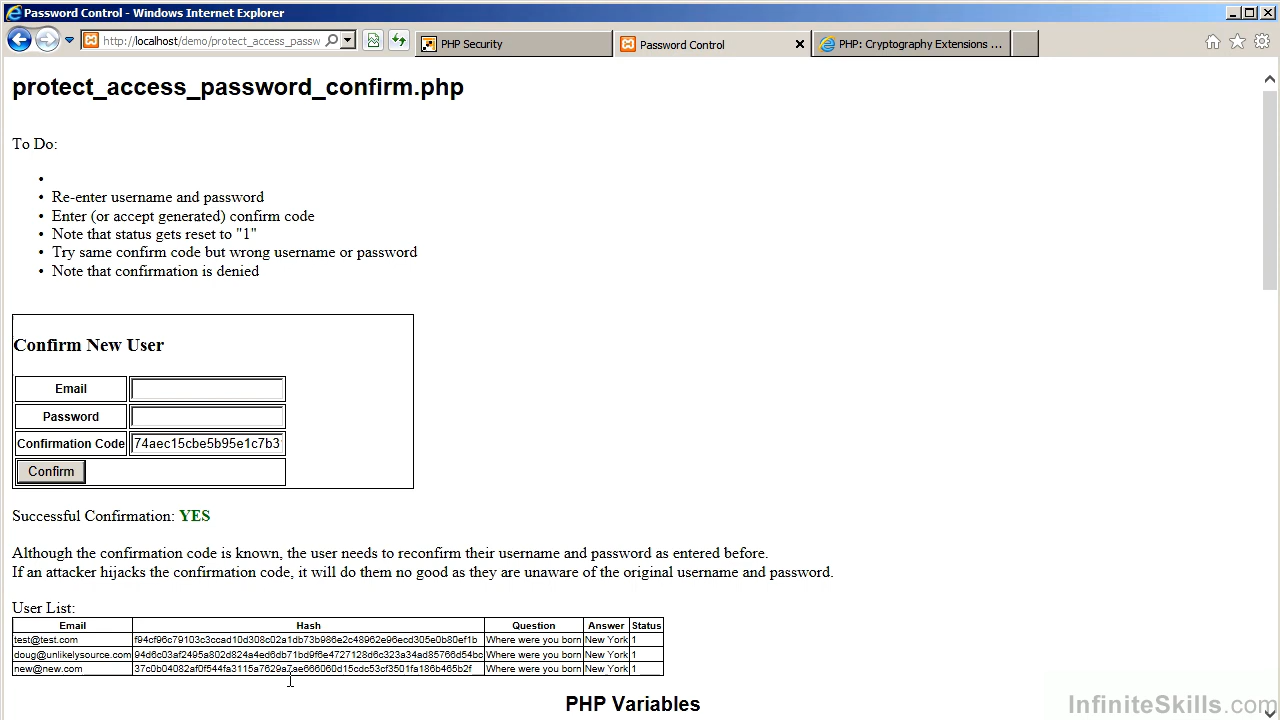 Password Control - Windows Internet Explorer
http://localhost/demo/protect_access_passw
PHP Security
Password Control
PHP: Cryptography Extensions ...
protect_access_password_confirm.php
To Do:
Re-enter username and password
Enter (or accept generated) confirm code
Note that status gets reset to "1"
Try same confirm code but wrong username or password
Note that confirmation is denied
Confirm New User
Email
Password
Confirmation Code 74aec15cbe5b95e1c7b3
Confirm
Successful Confirmation: YES
Although the confirmation code is known, the user needs to reconfirm their username and password as entered before.
If an attacker hijacks the confirmation code, it will do them no good as they are unaware of the original username and password.
User List:
Email Hash Question Answer Status
test@test.com f94cf96c79103c3ccad10d308c02a1db73b986e2c48962e96ecd305e0b80ef1b Where were you born New York 1
doug@unlikelysource.com 94d6c03af2495a802d824a4ed6db71bd9f6e4727128d6c323a34ad85766d54bc Where were you born New York 1
new@new.com 37c0b04082af0f544fa3115a7629a7ae666060d15cdc53cf3501fa186b465b2f Where were you born New York 1
PHP Variables
InfiniteSkills.com